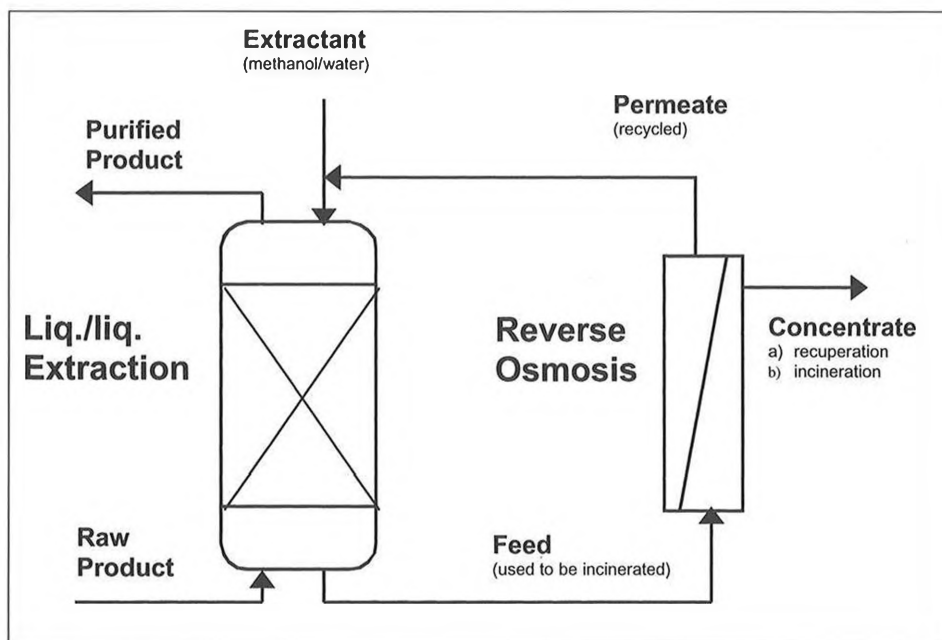 Extractant
(methanol/water)
Permeate
(recycled)
Purified
Product
Liq./liq.
Extraction
Reverse
Osmosis
Concentrate
a) recuperation
b) incineration
Raw
Product
Feed
(used to be incinerated)